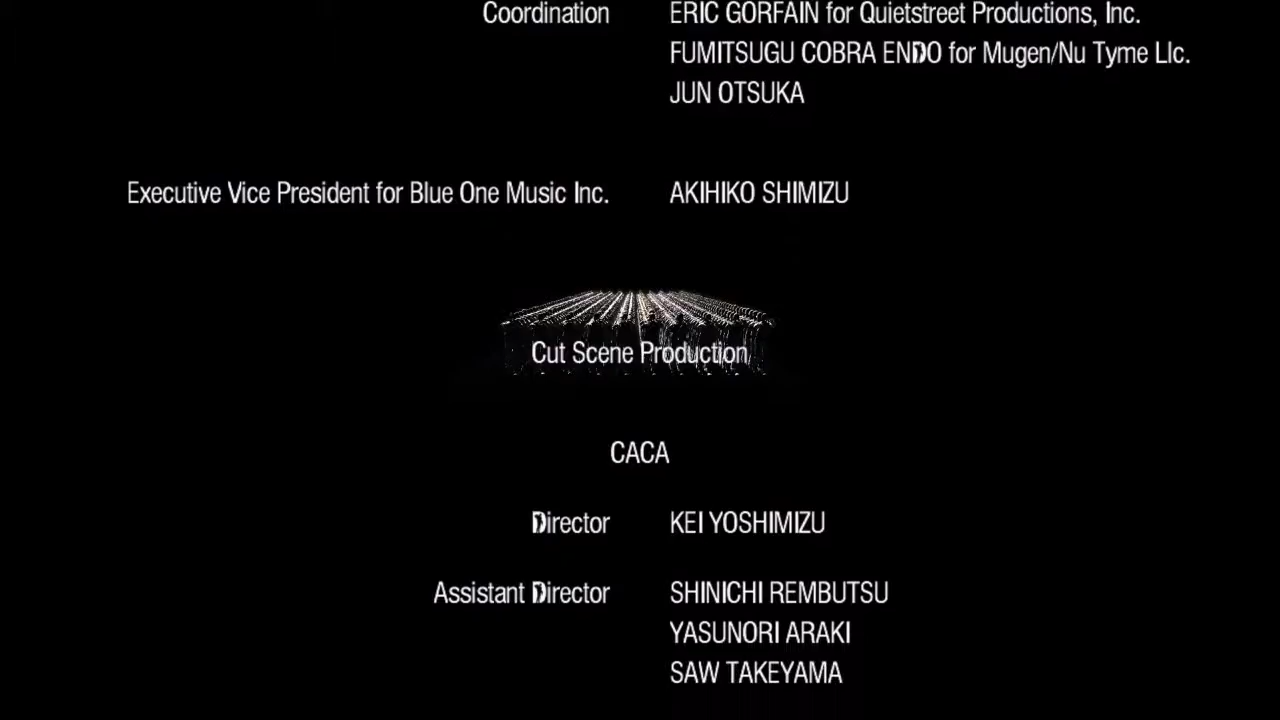 Coordination ERIC GORFAIN for Quietstreet Productions, Inc.
FUMITSUGU COBRA ENDO for Mugen/Nu Tyme Llc.
JUN OTSUKA
Executive Vice President for Blue One Music Inc. AKIHIKO SHIMIZU
Cut Scene Production
CACA
Director KEI YOSHIMIZU
Assistant Director SHINICHI REMBUTSU
YASUNORI ARAKI
SAW TAKEYAMA